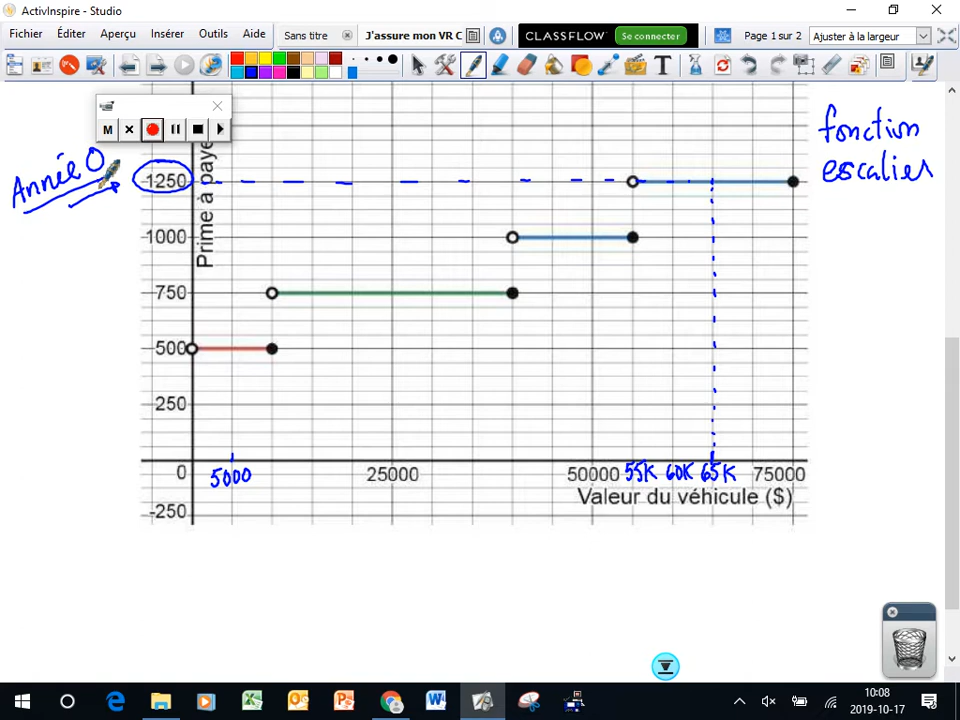 ActivInspire - Studio
Fichier Éditer Aperçu Insérer Outils Aide
Sans titre
J'assure mon VR C
CLASSFLOW
Se connecter
Page 1 sur 2
Ajuster à la largeur
M
Prime à paye
fonction
escalier
Année 0
1250
1000
750
500
250
0
-250
5000
25000
50000
55K 60K 65K
75000
Valeur du véhicule ($)
10:08
2019-10-17